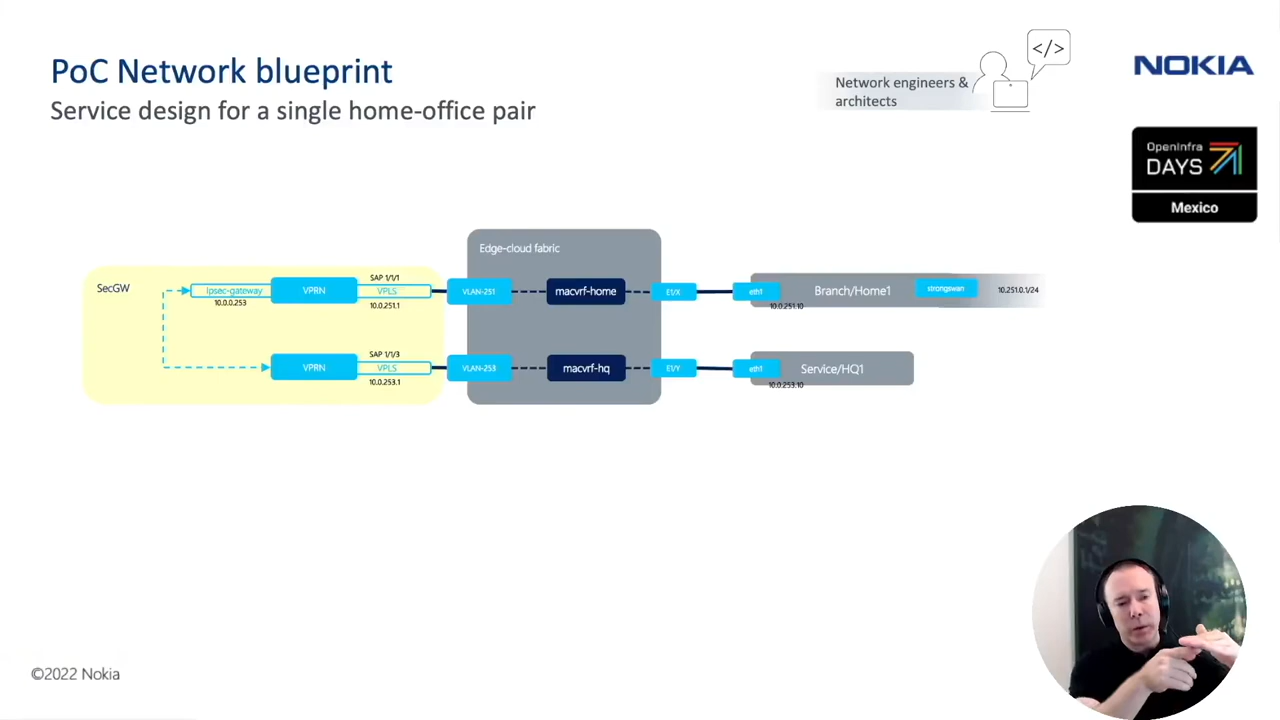 PoC Network blueprint
Service design for a single home-office pair
Network engineers &
architects
</>
NOKIA
OpenInfra
DAYS
Mexico
Edge-cloud fabric
SecGW
Ipsec-gateway
10.0.0.253
VPRN
SAP 1/1/1
VPLS
10.0.251.1
VLAN-251
macvrf-home
E1/X
eth1
10.0.251.10
Branch/Home1
strongswan
10.251.0.1/24
VPRN
SAP 1/1/3
VPLS
10.0.253.1
VLAN-253
macvrf-hq
E1/Y
eth1
10.0.253.10
Service/HQ1
©2022 Nokia